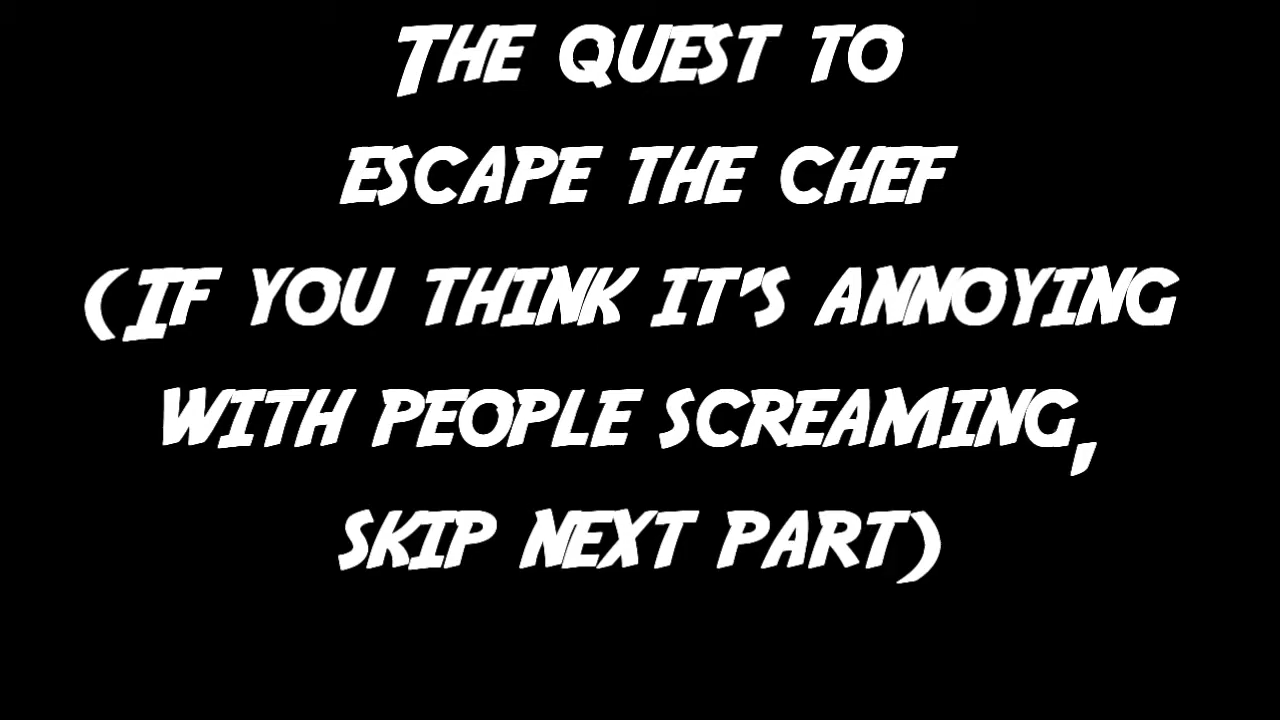 The quest to
escape the chef
(If you think it's annoying
with people screaming,
skip next part)